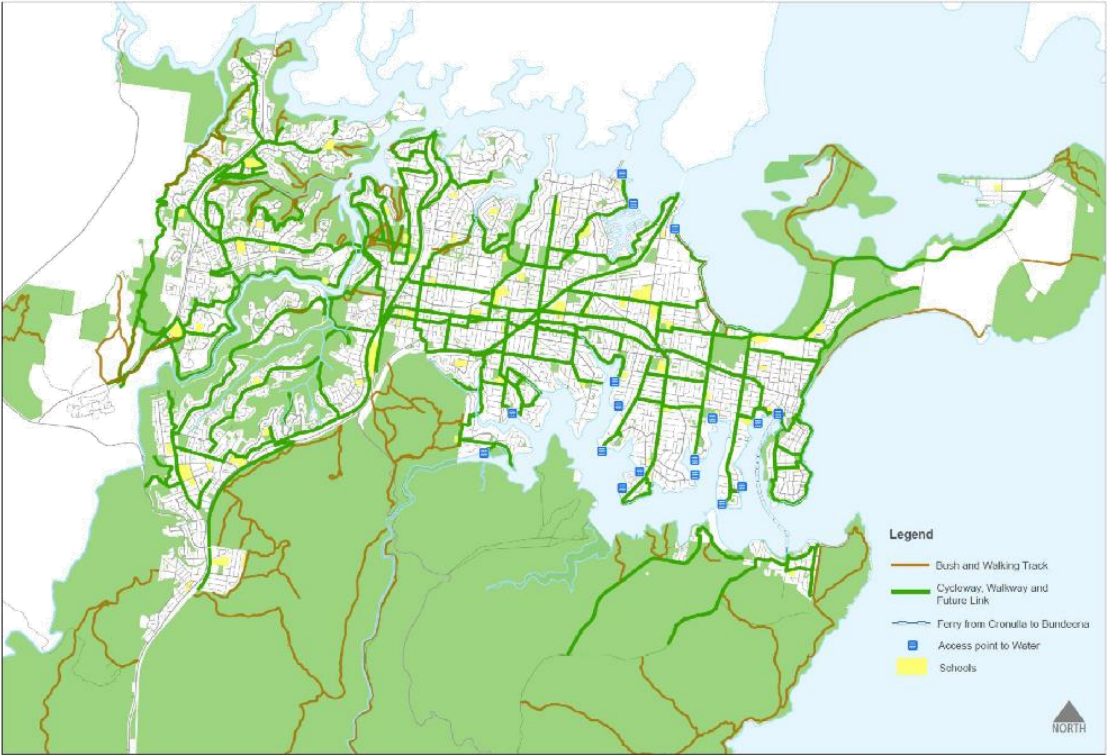 Legend
Bush and Walking Track
Cycleway, Walkway and
Future Link
Ferry from Cronulla to Bundeena
Access point to Water
Schools
NORTH